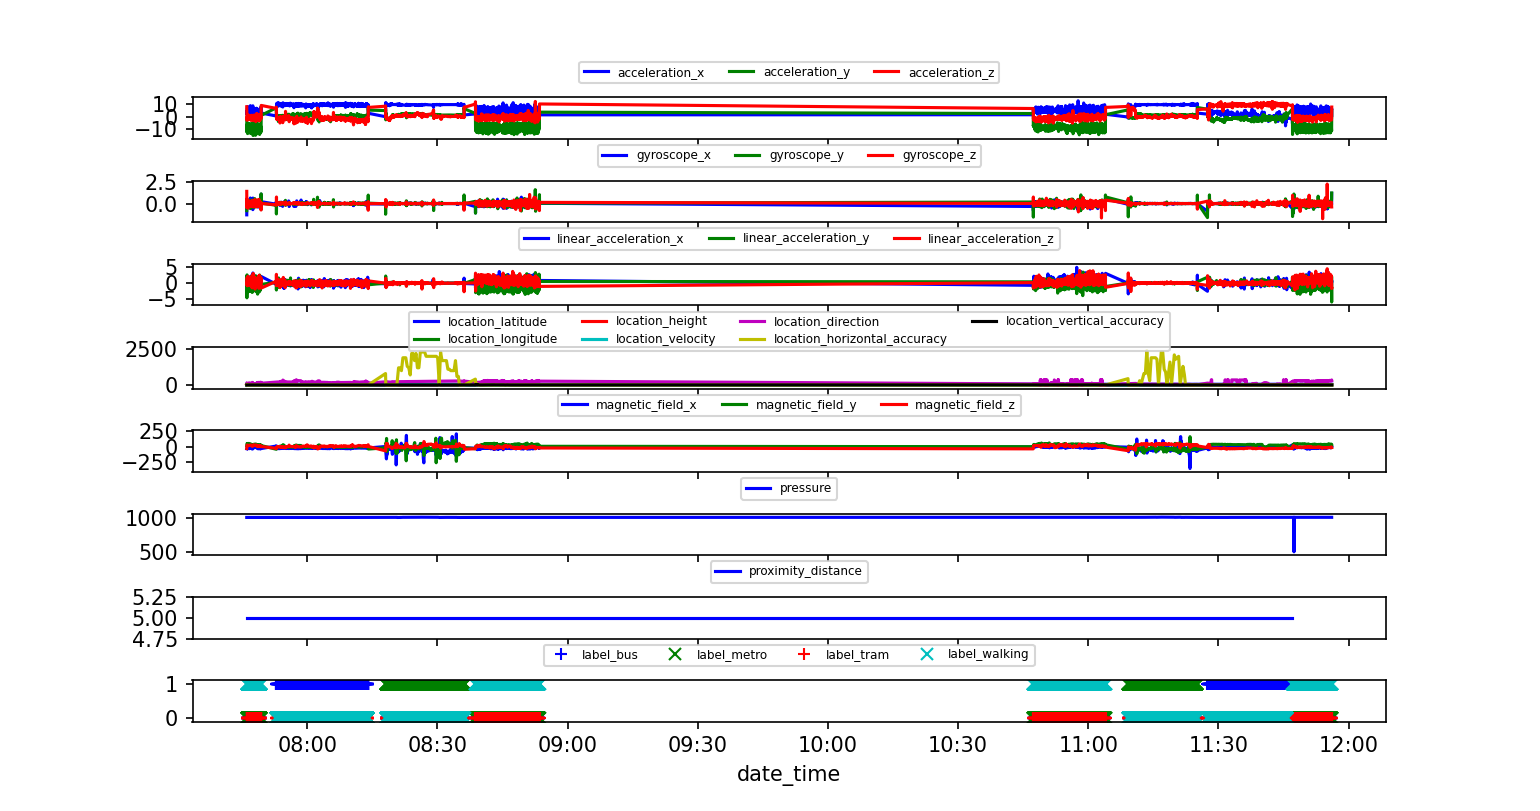 acceleration_x acceleration_y acceleration_z
10
0
−10
gyroscope_x gyroscope_y gyroscope_z
2.5
0.0
linear_acceleration_x linear_acceleration_y linear_acceleration_z
5
0
−5
location_latitude location_height location_direction location_vertical_accuracy
location_longitude location_velocity location_horizontal_accuracy
2500
0
magnetic_field_x magnetic_field_y magnetic_field_z
250
0
−250
pressure
1000
500
proximity_distance
5.25
5.00
4.75
label_bus label_metro label_tram label_walking
1
0
08:00 08:30 09:00 09:30 10:00 10:30 11:00 11:30 12:00
date_time